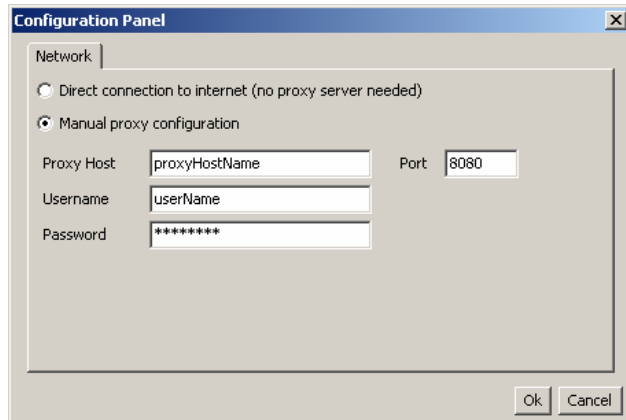 Configuration Panel
Network
Direct connection to internet (no proxy server needed)
Manual proxy configuration
Proxy Host proxyHostName Port 8080
Username userName
Password ********
Ok Cancel